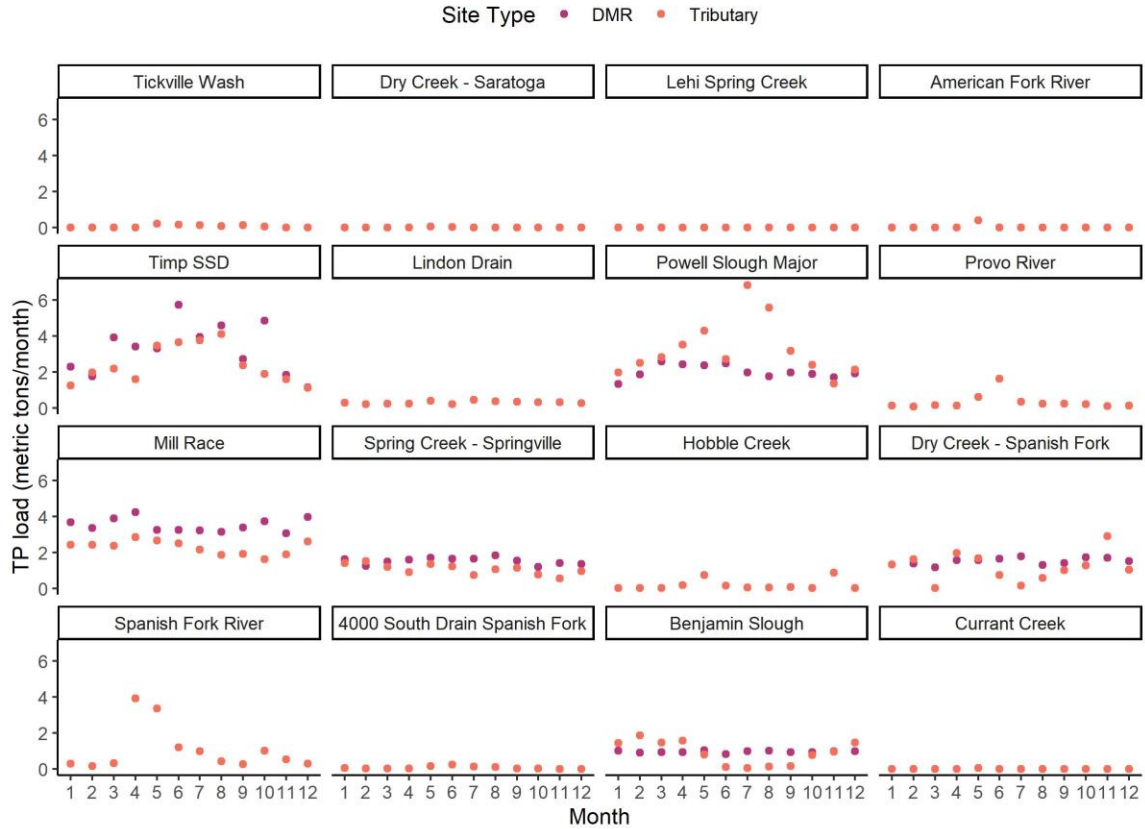 Site Type DMR Tributary
Tickville Wash Dry Creek - Saratoga Lehi Spring Creek American Fork River
6
4
2
0
Timp SSD Lindon Drain Powell Slough Major Provo River
6
4
2
0
Mill Race Spring Creek - Springville Hobble Creek Dry Creek - Spanish Fork
6
4
2
0
Spanish Fork River 4000 South Drain Spanish Fork Benjamin Slough Currant Creek
6
4
2
0
TP load (metric tons/month)
1 2 3 4 5 6 7 8 9 10 11 12 1 2 3 4 5 6 7 8 9 10 11 12 1 2 3 4 5 6 7 8 9 10 11 12 1 2 3 4 5 6 7 8 9 10 11 12
Month